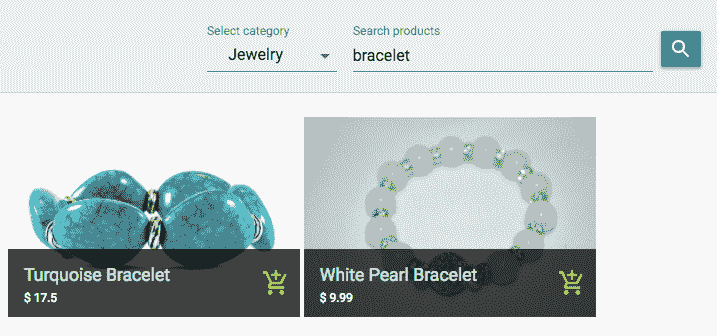 Select category
Search products
Jewelry
bracelet
Turquoise Bracelet
$ 17.5
White Pearl Bracelet
$ 9.99